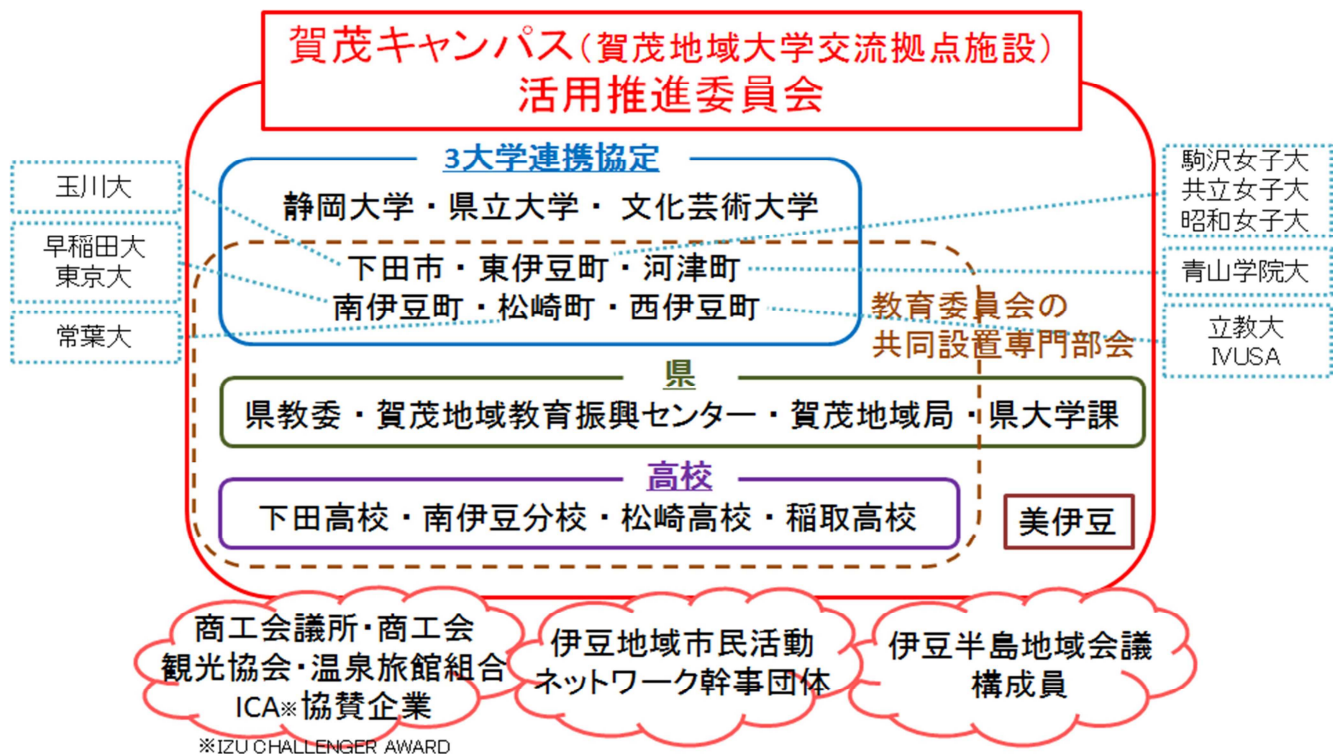 賀茂キャンパス（賀茂地域大学交流拠点施設）
活用推進委員会
3大学連携協定
静岡大学・県立大学・ 文化芸術大学
下田市・東伊豆町・河津町
南伊豆町・松崎町・西伊豆町
教育委員会の
共同設置専門部会
玉川大
早稲田大
東京大
常葉大
駒沢女子大
共立女子大
昭和女子大
青山学院大
立教大
IVUSA
県
県教委・賀茂地域教育振興センター・賀茂地域局・県大学課
高校
下田高校・南伊豆分校・松崎高校・稲取高校
美伊豆
商工会議所・商工会
観光協会・温泉旅館組合
ICA※協賛企業
※IZU CHALLENGER AWARD
伊豆地域市民活動
ネットワーク幹事団体
伊豆半島地域会議
構成員